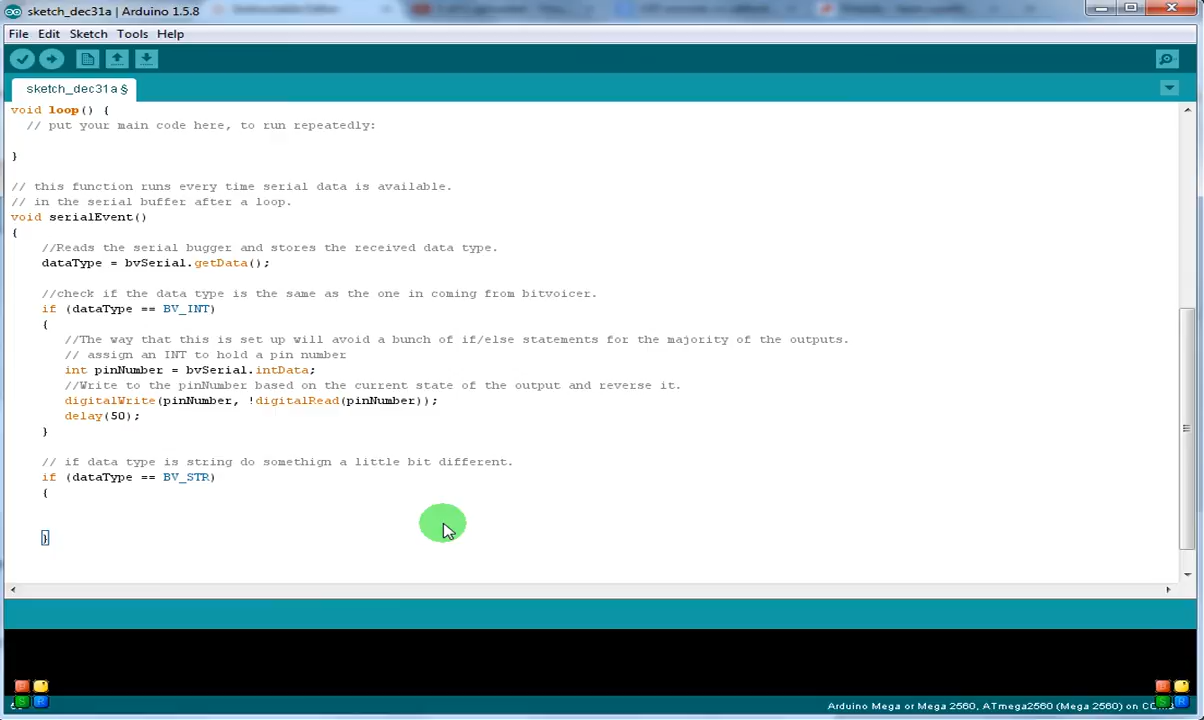 sketch_dec31a | Arduino 1.5.8
File Edit Sketch Tools Help
sketch_dec31a §
void loop() {
// put your main code here, to run repeatedly:
}
// this function runs every time serial data is available.
// in the serial buffer after a loop.
void serialEvent()
{
//Reads the serial bugger and stores the received data type.
dataType = bvSerial.getData();
//check if the data type is the same as the one in coming from bitvoicer.
if (dataType == BV_INT)
{
//The way that this is set up will avoid a bunch of if/else statements for the majority of the outputs.
// assign an INT to hold a pin number
int pinNumber = bvSerial.intData;
//Write to the pinNumber based on the current state of the output and reverse it.
digitalWrite(pinNumber, !digitalRead(pinNumber));
delay(50);
}
// if data type is string do somethign a little bit different.
if (dataType == BV_STR)
{
}
Arduino Mega or Mega 2560, ATmega2560 (Mega 2560) on